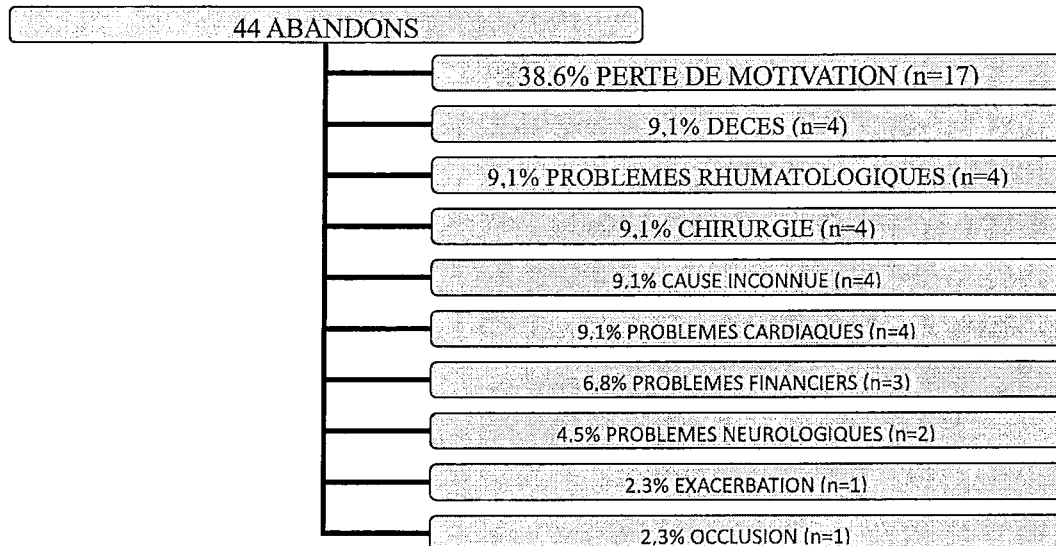 44 ABANDONS
38.6% PERTE DE MOTIVATION (n=17)
9,1% DECES (n=4)
9,1% PROBLEMES RHUMATOLOGIQUES (n=4)
9,1% CHIRURGIE (n=4)
9,1% CAUSE INCONNUE (n=4)
9,1% PROBLEMES CARDIAQUES (n=4)
6,8% PROBLEMES FINANCIERS (n=3)
4,5% PROBLEMES NEUROLOGIQUES (n=2)
2.3% EXACERBATION (n=1)
2,3% OCCLUSION (n=1)